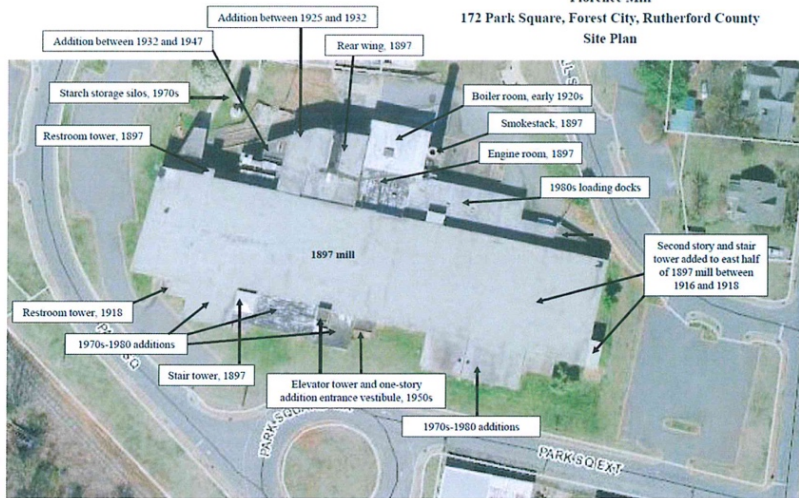 Florence Mill
172 Park Square, Forest City, Rutherford County
Site Plan
Addition between 1925 and 1932
Addition between 1932 and 1947
Rear wing, 1897
Starch storage silos, 1970s
Boiler room, early 1920s
Restroom tower, 1897
Smokestack, 1897
Engine room, 1897
1980s loading docks
1897 mill
Second story and stair
tower added to east half
of 1897 mill between
1916 and 1918
Restroom tower, 1918
1970s-1980 additions
Stair tower, 1897
Elevator tower and one-story
addition entrance vestibule, 1950s
1970s-1980 additions
PARK SQ EXT